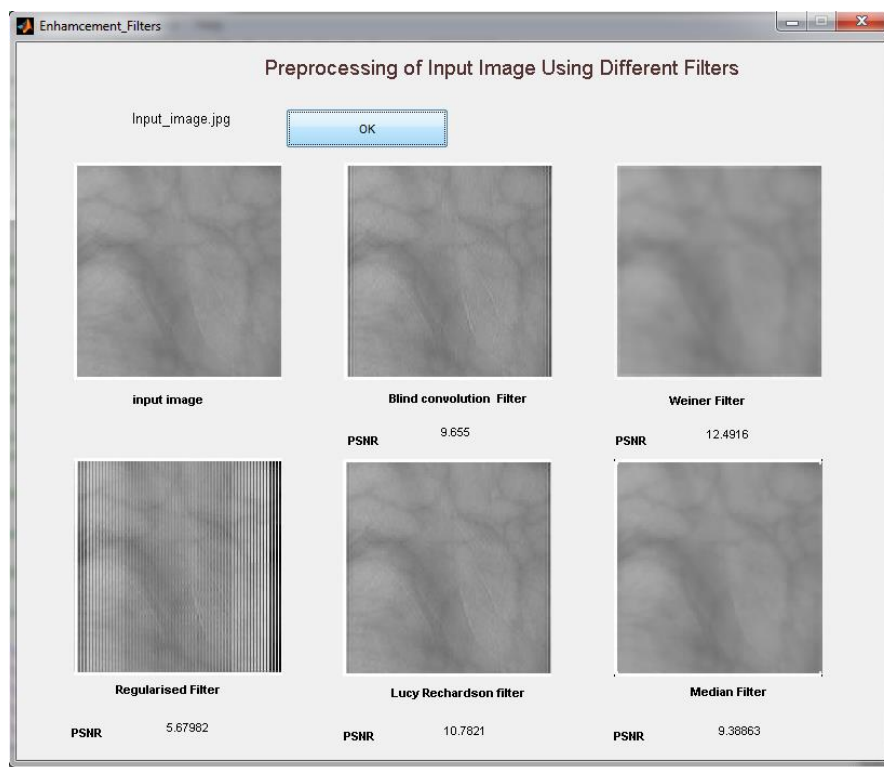 Enhamcement_Filters
Preprocessing of Input Image Using Different Filters
Input_image.jpg
OK
input image
Blind convolution Filter
Weiner Filter
PSNR 9.655
PSNR 12.4916
Regularised Filter
Lucy Rechardson filter
Median Filter
PSNR 5.67982
PSNR 10.7821
PSNR 9.38863